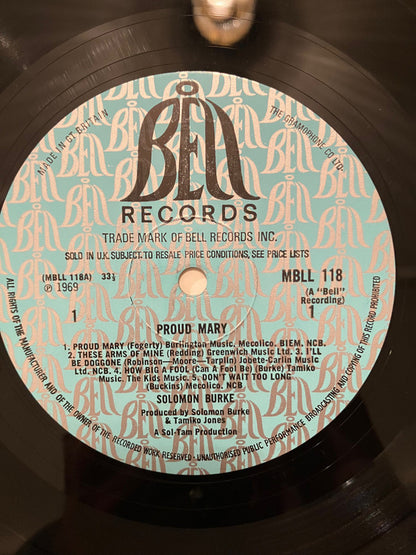 MADE IN GT. BRITAIN
THE GRAMOPHONE CO LTD.
BELL
RECORDS
TRADE MARK OF BELL RECORDS INC.
SOLD IN U.K. SUBJECT TO RESALE PRICE CONDITIONS, SEE PRICE LISTS
(MBLL 118A) 33⅓
℗ 1969
MBLL 118
(A "Bell"
Recording)
1
1
PROUD MARY
1. PROUD MARY (Fogerty) Burlington Music, Mecolico. BIEM. NCB.
2. THESE ARMS OF MINE (Redding) Greenwich Music Ltd. 3. I'LL
BE DOGGONE (Robinson—Moore—Tarplin) Jobete-Carlin Music
Ltd. NCB. 4. HOW BIG A FOOL (Can A Fool Be) (Burke) Tamiko
Music, The Kids Music. 5. DON'T WAIT TOO LONG
(Buckins) Mecolico. NCB
SOLOMON BURKE
Produced by Solomon Burke
& Tamiko Jones
A Sol-Tam Production
ALL RIGHTS OF THE MANUFACTURER AND OF THE OWNER OF THE RECORDED WORK RESERVED · UNAUTHORISED PUBLIC PERFORMANCE BROADCASTING AND COPYING OF THIS RECORD PROHIBITED